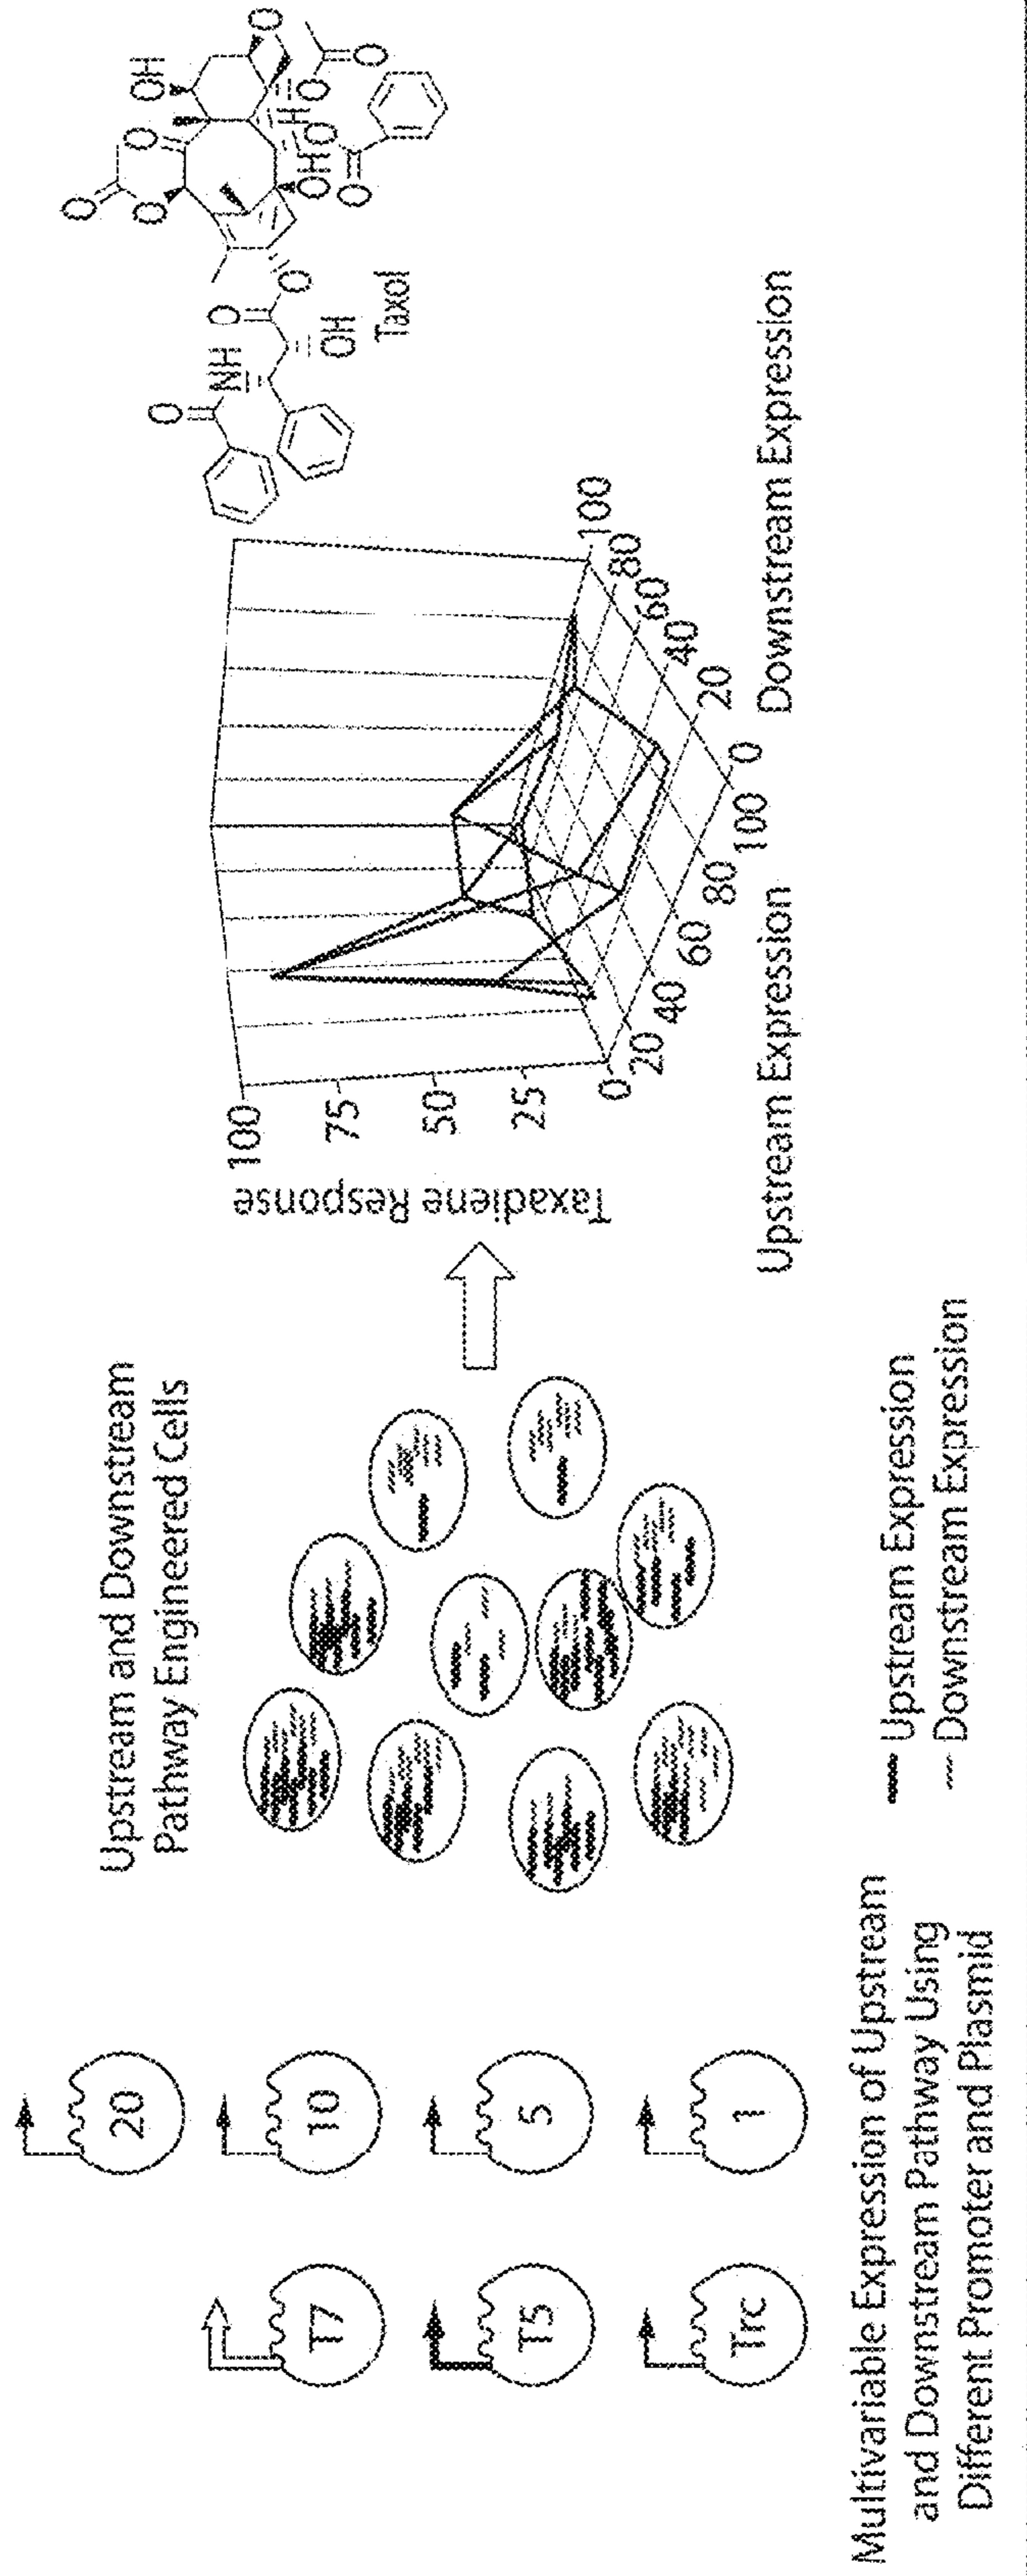 T7
T5
Trc
20
10
5
1
Multivariable Expression of Upstream
and Downstream Pathway Using
Different Promoter and Plasmid
Upstream and Downstream
Pathway Engineered Cells
Upstream Expression
Downstream Expression
Taxadiene Response
100
75
50
25
0
20
40
60
80
100
Upstream Expression
0
20
40
60
80
100
Downstream Expression
O
NH
O
OH
O
O
O
O
OH
OH
H
O
O
O
O
O
Taxol